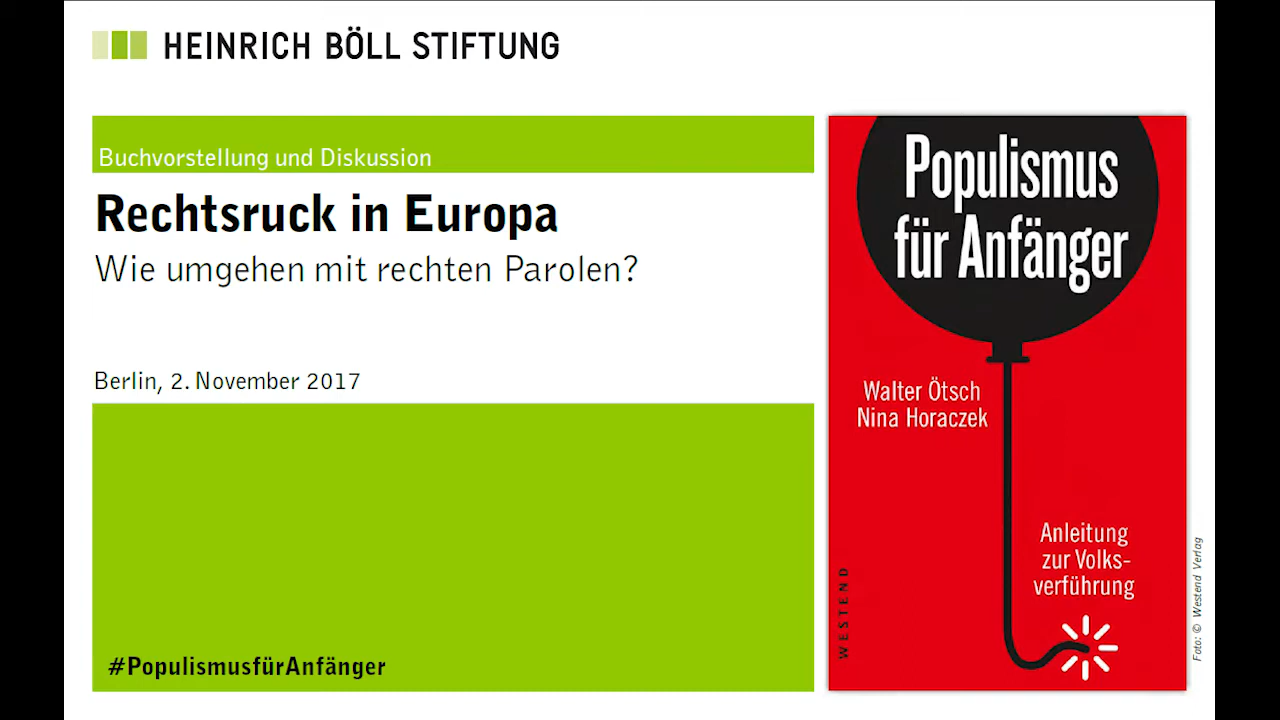 HEINRICH BÖLL STIFTUNG
Buchvorstellung und Diskussion
Rechtsruck in Europa
Wie umgehen mit rechten Parolen?
Berlin, 2. November 2017
#PopulismusfürAnfänger
Populismus
für Anfänger
Walter Ötsch
Nina Horaczek
Anleitung
zur Volks-
verführung
WESTEND
Foto: © Westend Verlag